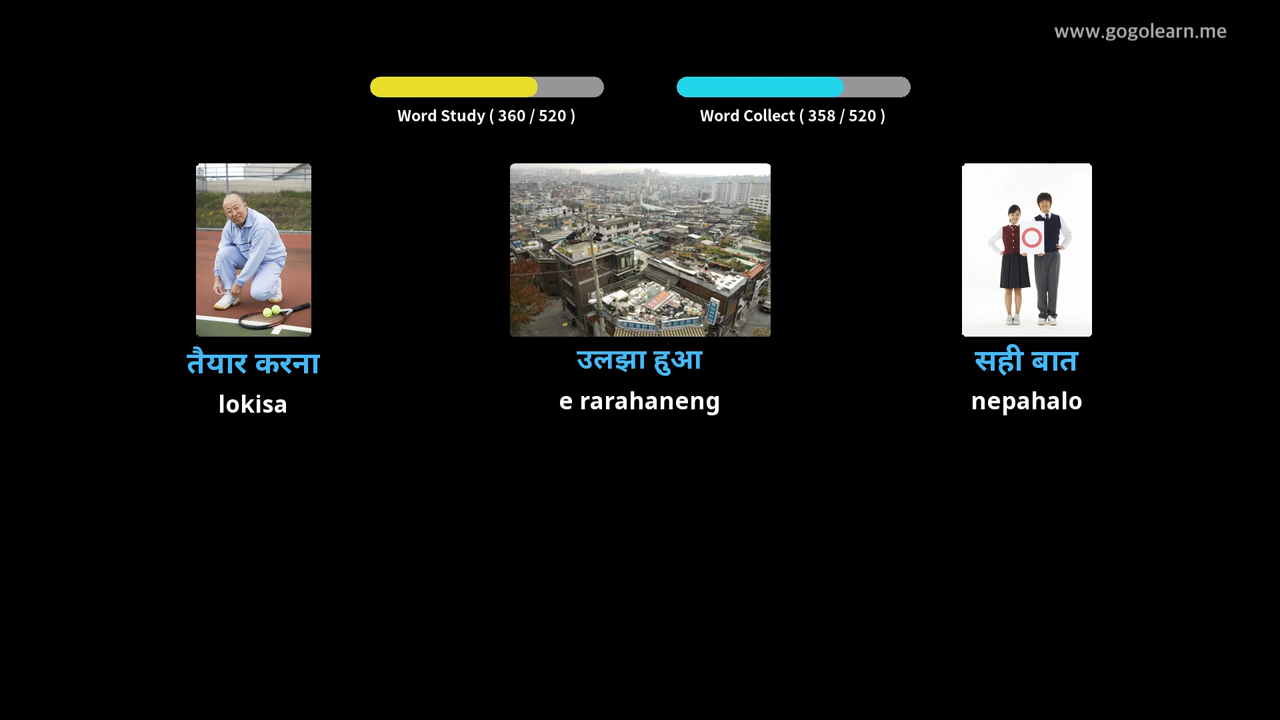 www.gogolearn.me
Word Study ( 360 / 520 )
Word Collect ( 358 / 520 )
तैयार करना
उलझा हुआ
सही बात
lokisa
e rarahaneng
nepahalo